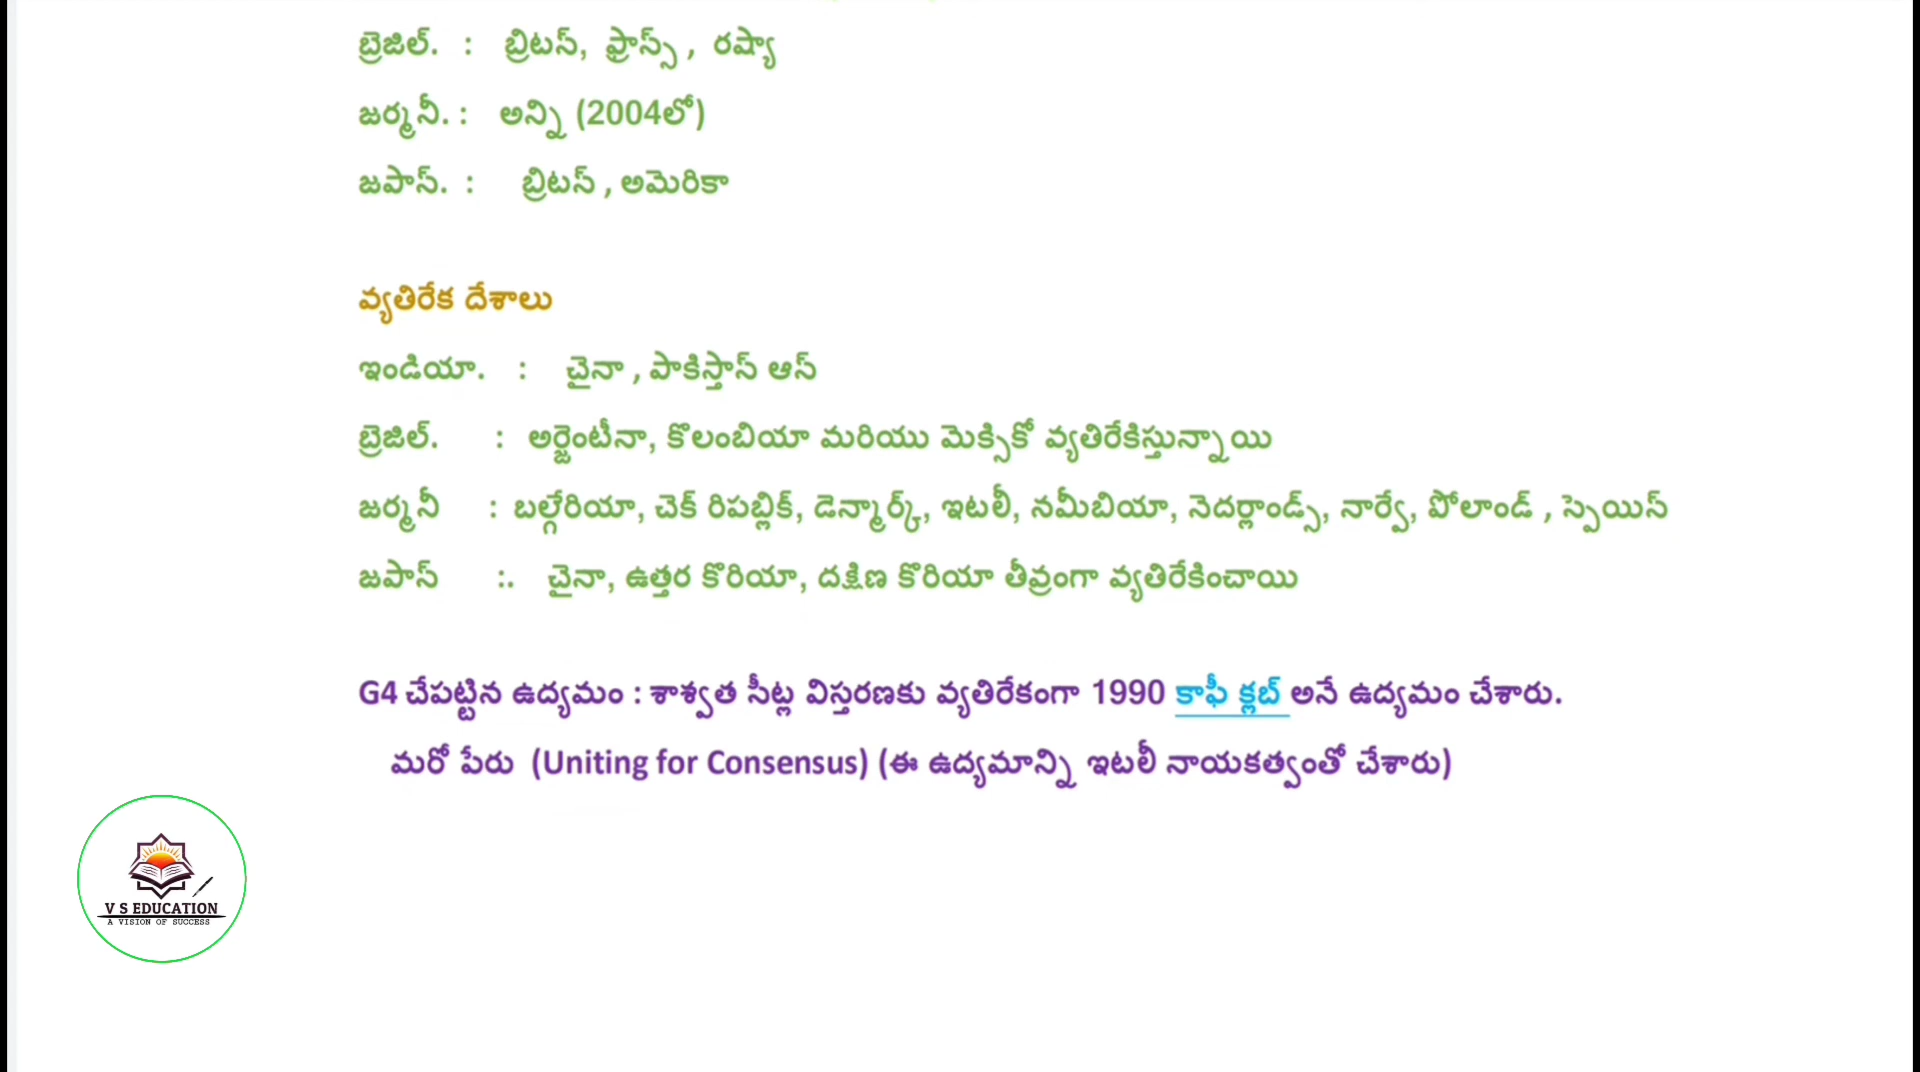 బ్రెజిల్. : బ్రిటన్, ఫ్రాన్స్ , రష్యా
జర్మనీ. : అన్ని (2004లో)
జపాన్. : బ్రిటన్ , అమెరికా
వ్యతిరేక దేశాలు
ఇండియా. : చైనా , పాకిస్తాన్ ఆన్
బ్రెజిల్. : అర్జెంటీనా, కొలంబియా మరియు మెక్సికో వ్యతిరేకిస్తున్నాయి
జర్మనీ : బల్గేరియా, చెక్ రిపబ్లిక్, డెన్మార్క్, ఇటలీ, నమీబియా, నెదర్లాండ్స్, నార్వే, పోలాండ్ , స్పెయిన్
జపాన్ :. చైనా, ఉత్తర కొరియా, దక్షిణ కొరియా తీవ్రంగా వ్యతిరేకించాయి
G4 చేపట్టిన ఉద్యమం : శాశ్వత సీట్ల విస్తరణకు వ్యతిరేకంగా 1990 కాఫీ క్లబ్ అనే ఉద్యమం చేశారు.
మరో పేరు (Uniting for Consensus) (ఈ ఉద్యమాన్ని ఇటలీ నాయకత్వంతో చేశారు)
V S EDUCATION
A VISION OF SUCCESS